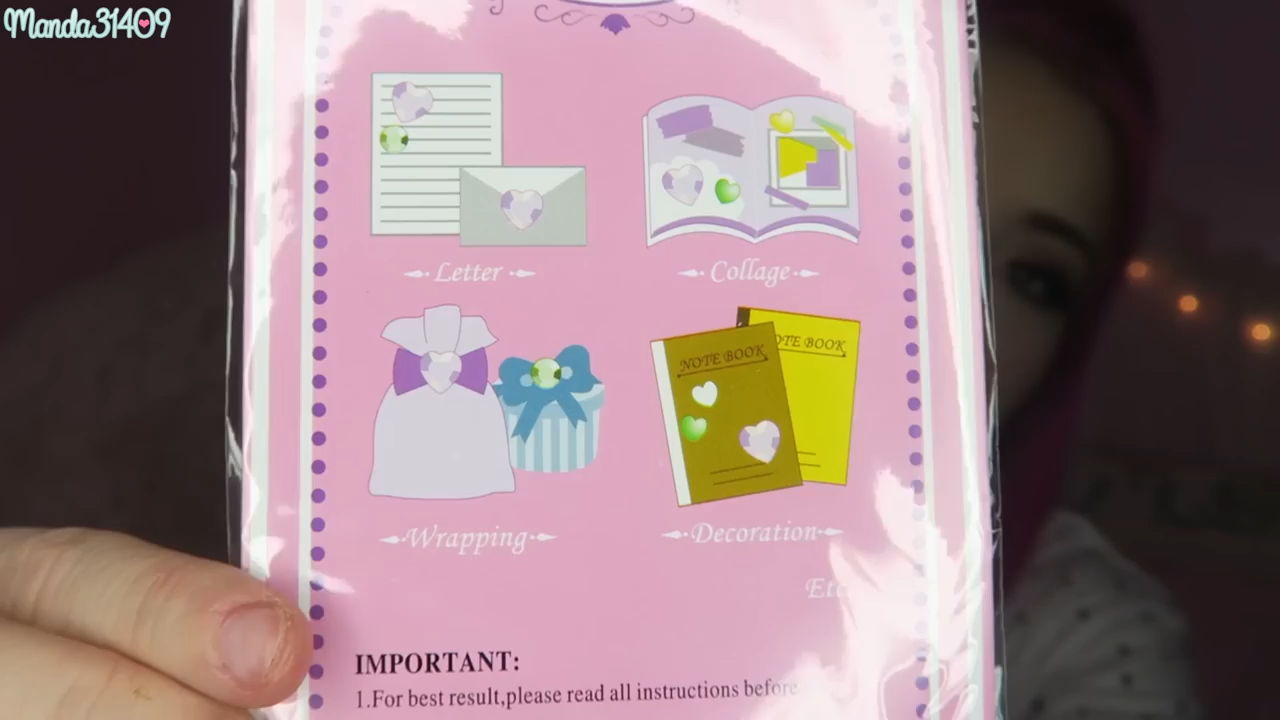 Manda31409
Letter
Collage
NOTE BOOK
OTE BOOK
Wrapping
Decoration
Etc
IMPORTANT:
1.For best result,please read all instructions before